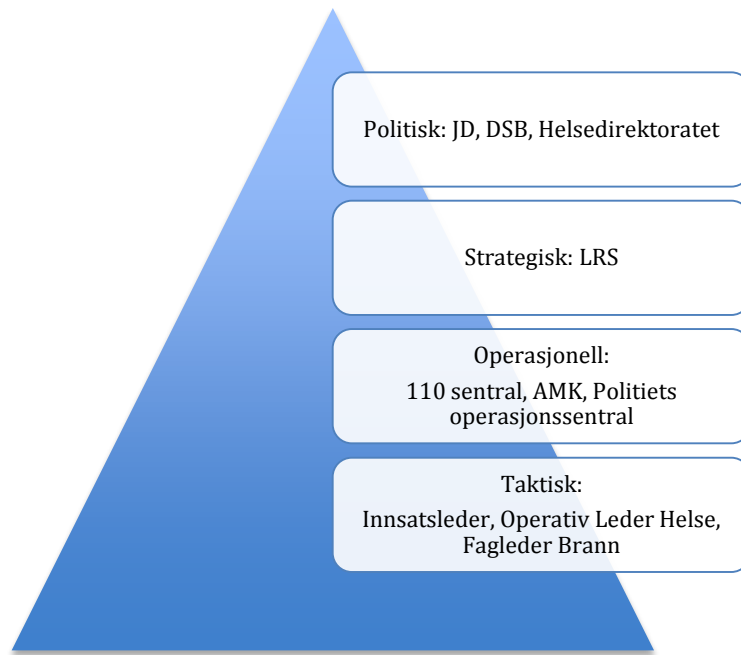 Politisk: JD, DSB, Helsedirektoratet
Strategisk: LRS
Operasjonell:
110 sentral, AMK, Politiets
operasjonssentral
Taktisk:
Innsatsleder, Operativ Leder Helse,
Fagleder Brann